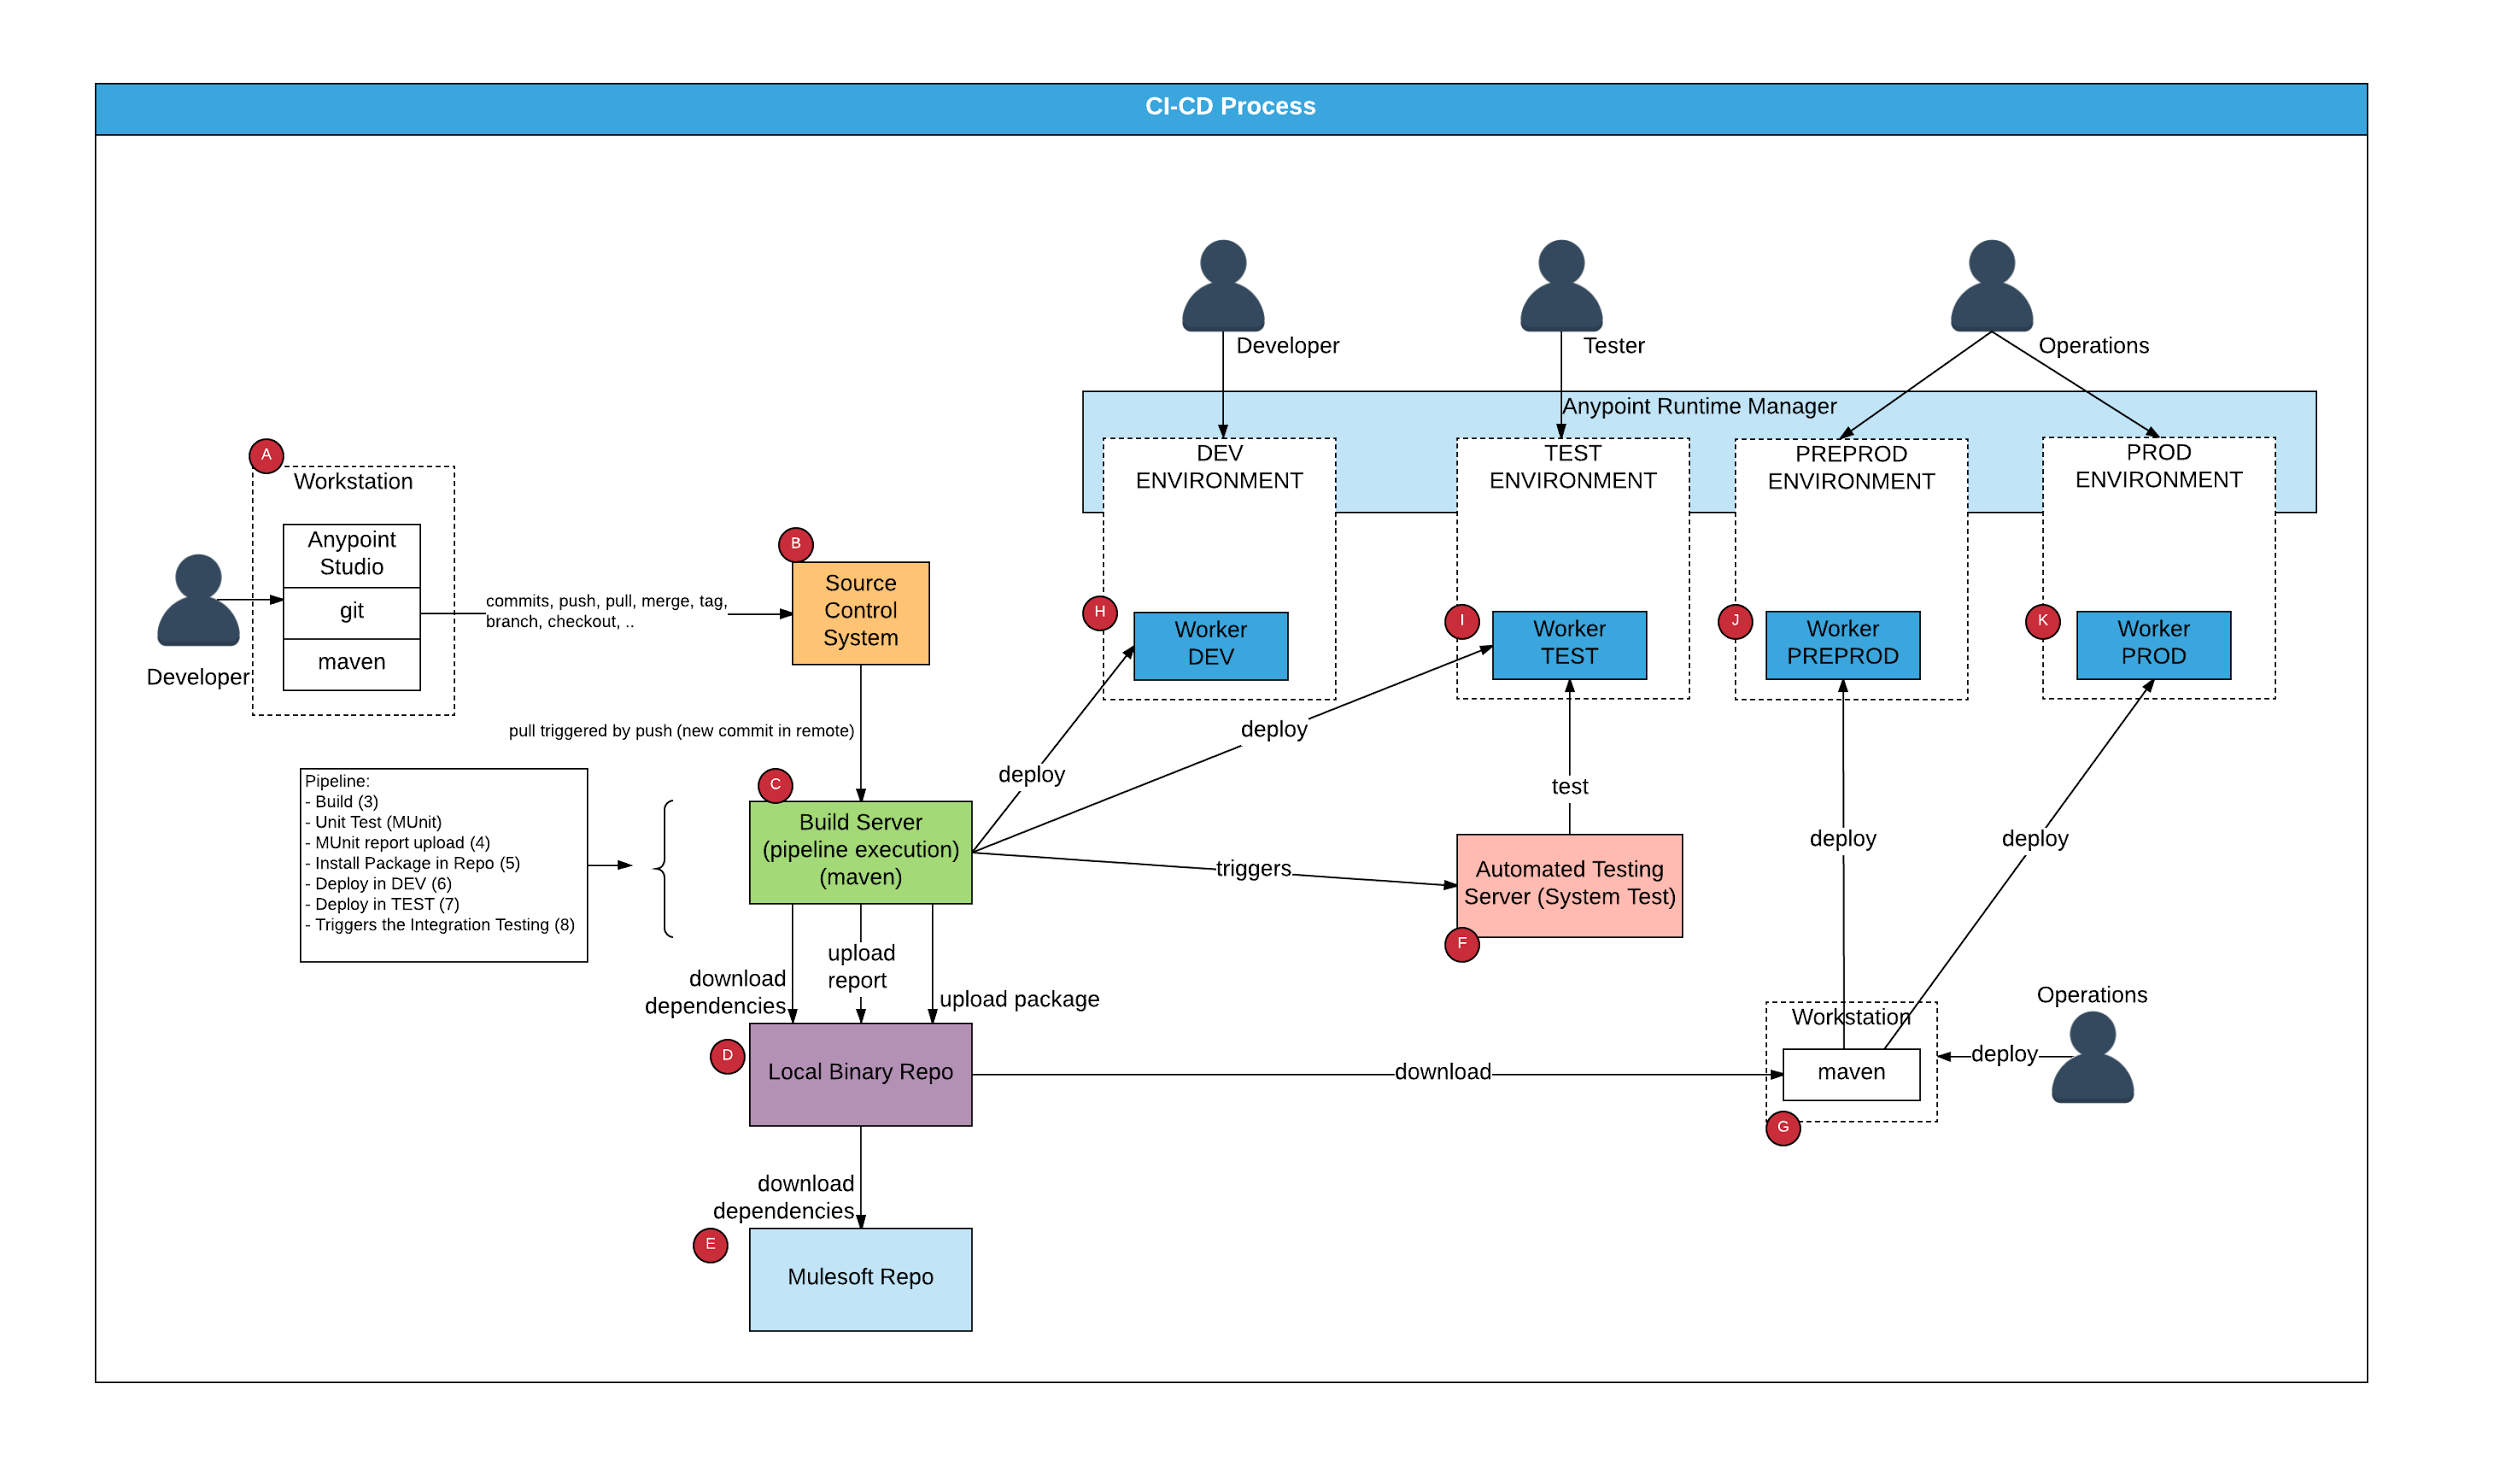 CI-CD Process
Developer
Tester
Operations
Anypoint Runtime Manager
DEV
ENVIRONMENT
TEST
ENVIRONMENT
PREPROD
ENVIRONMENT
PROD
ENVIRONMENT
A
Workstation
Anypoint
Studio
git
maven
Developer
commits, push, pull, merge, tag,
branch, checkout, ..
B
Source
Control
System
H
Worker
DEV
I
Worker
TEST
J
Worker
PREPROD
K
Worker
PROD
pull triggered by push (new commit in remote)
deploy
deploy
test
deploy
deploy
Pipeline:
- Build (3)
- Unit Test (MUnit)
- MUnit report upload (4)
- Install Package in Repo (5)
- Deploy in DEV (6)
- Deploy in TEST (7)
- Triggers the Integration Testing (8)
C
Build Server
(pipeline execution)
(maven)
triggers
Automated Testing
Server (System Test)
F
download
dependencies
upload
report
upload package
D
Local Binary Repo
download
Workstation
maven
G
deploy
Operations
download
dependencies
E
Mulesoft Repo